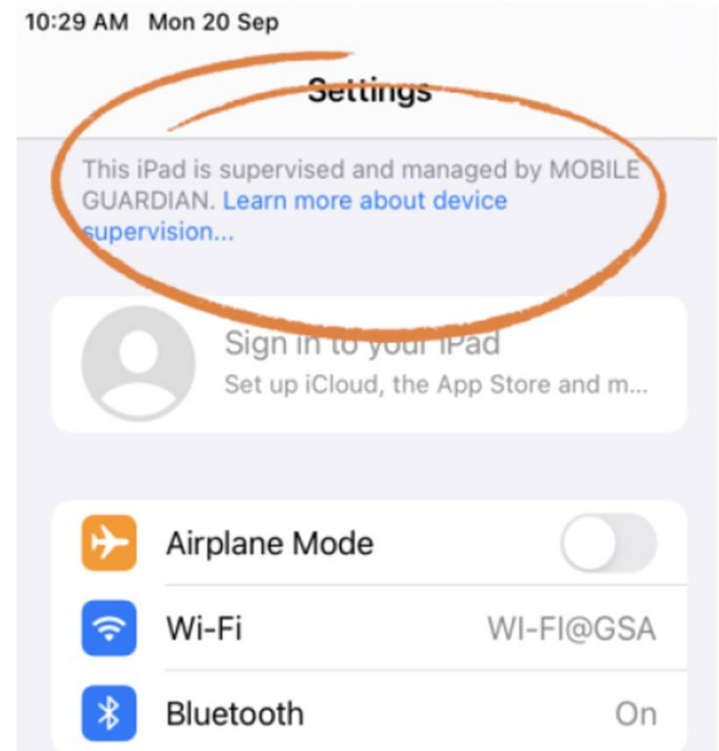 10:29 AM Mon 20 Sep
Settings
This iPad is supervised and managed by MOBILE
GUARDIAN. Learn more about device
supervision...
Sign in to your iPad
Set up iCloud, the App Store and m...
Airplane Mode
Wi-Fi WI-FI@GSA
Bluetooth On